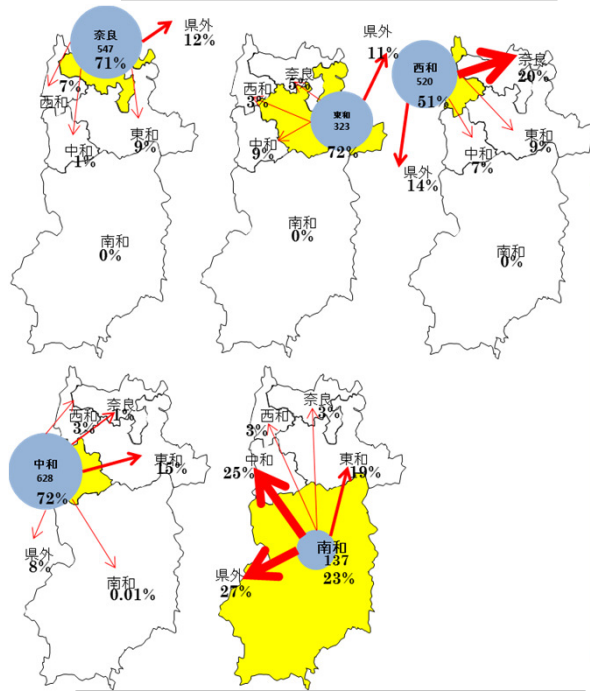 奈良
547
71%
県外
12%
7%
西和
中和
1%
東和
9%
南和
0%
県外
11%
奈良
5%
西和
3%
東和
323
72%
中和
9%
南和
0%
西和
520
51%
奈良
20%
県外
14%
中和
7%
東和
9%
南和
0%
中和
628
72%
西和
3%
奈良
1%
東和
15%
県外
8%
南和
0.01%
西和
3%
奈良
3%
中和
25%
東和
19%
南和
137
23%
県外
27%